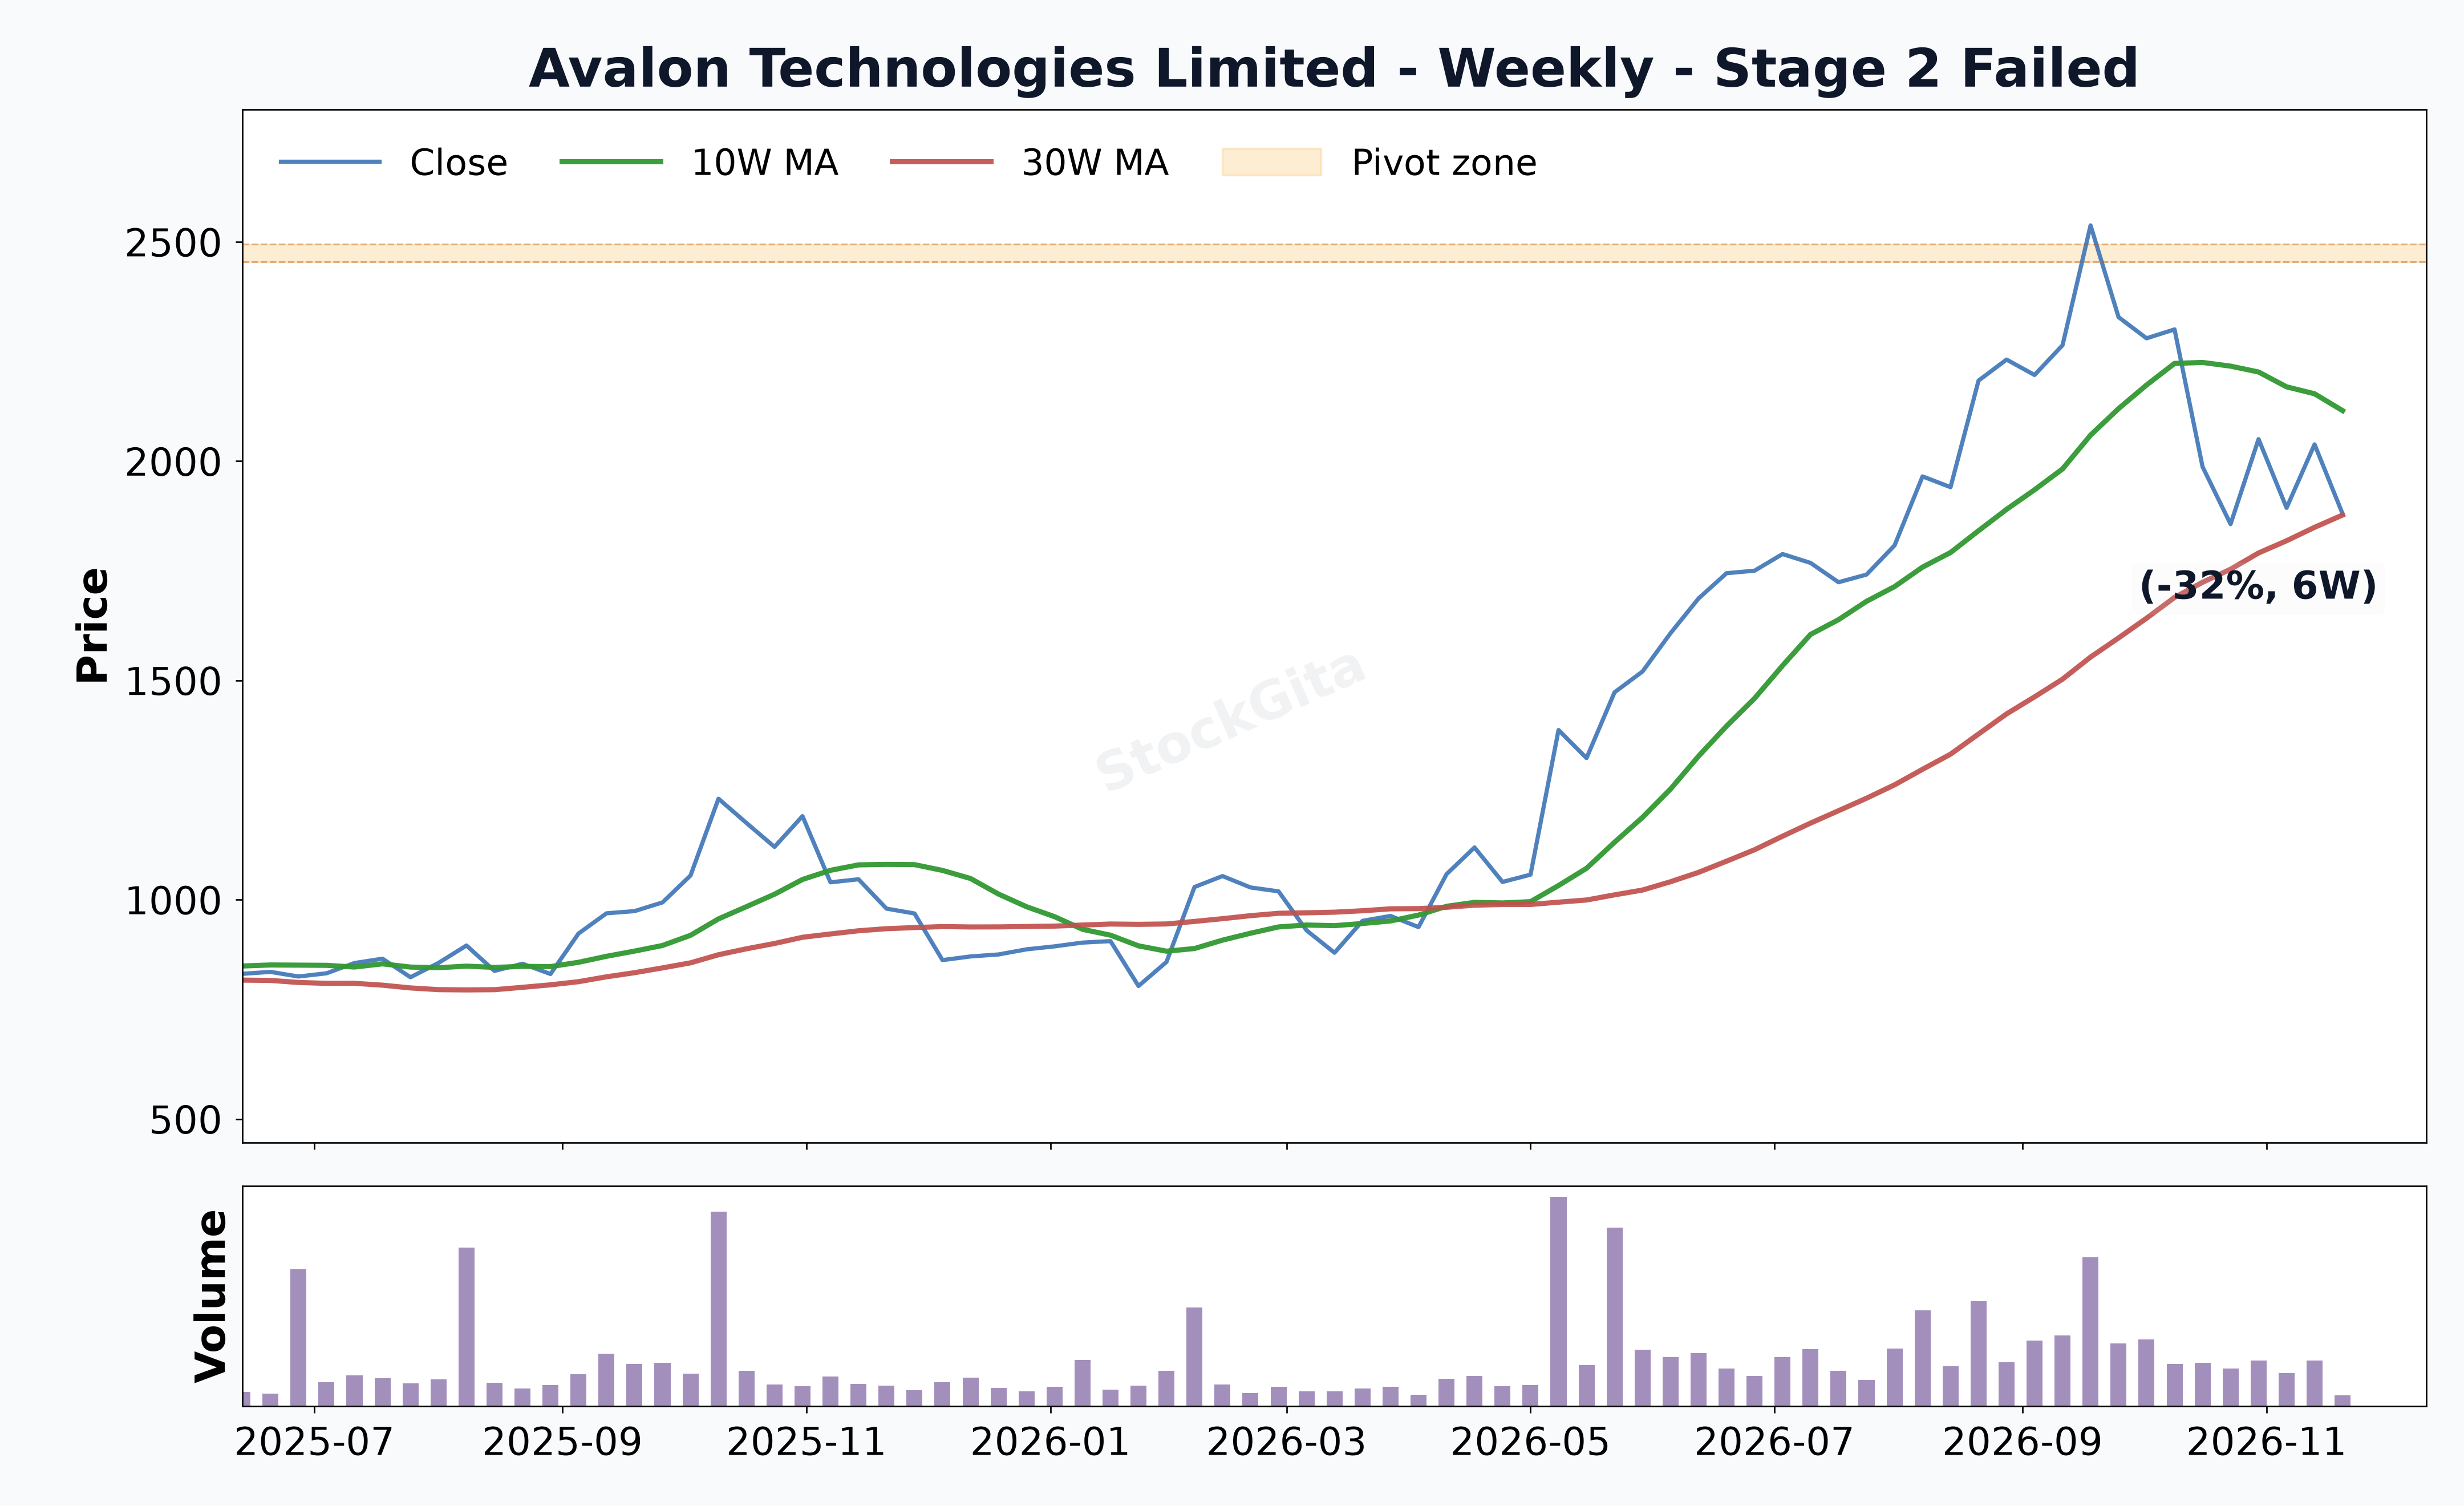 Avalon Technologies Limited - Weekly - Stage 2 Failed
Close 10W MA 30W MA Pivot zone
2500
2000
1500
1000
500
Price
(-32%, 6W)
StockGita
Volume
2025-07 2025-09 2025-11 2026-01 2026-03 2026-05 2026-07 2026-09 2026-11